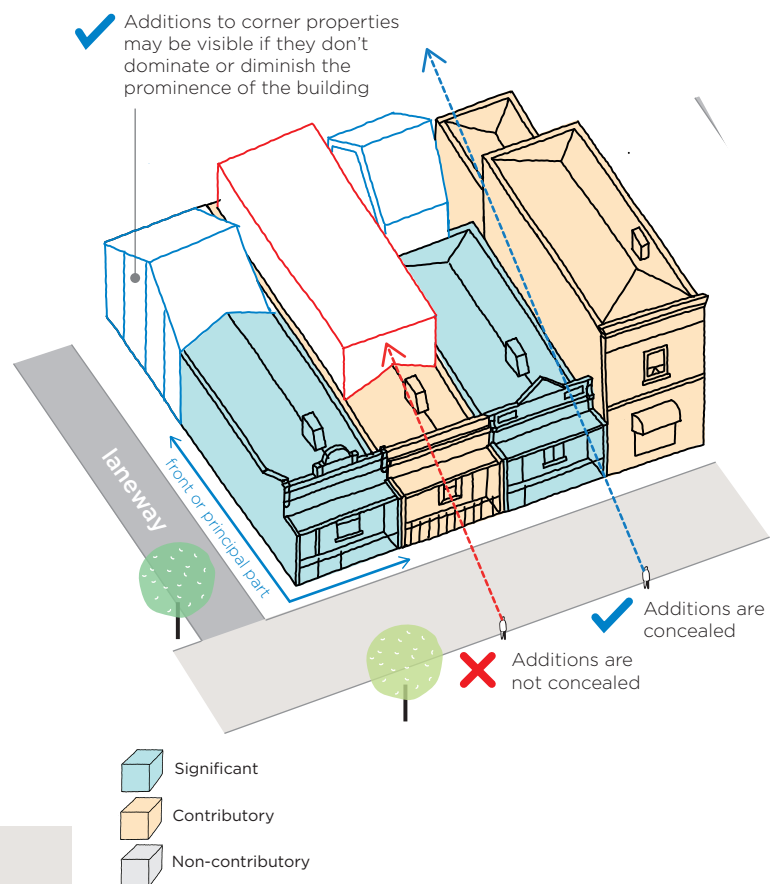 Additions to corner properties
may be visible if they don’t
dominate or diminish the
prominence of the building
laneway
front or principal part
Additions are
concealed
Additions are
not concealed
Significant
Contributory
Non-contributory